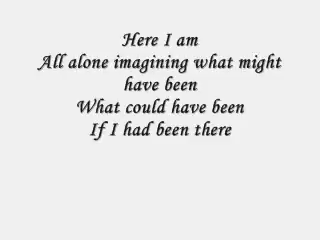 Here I am
All alone imagining what might
have been
What could have been
If I had been there